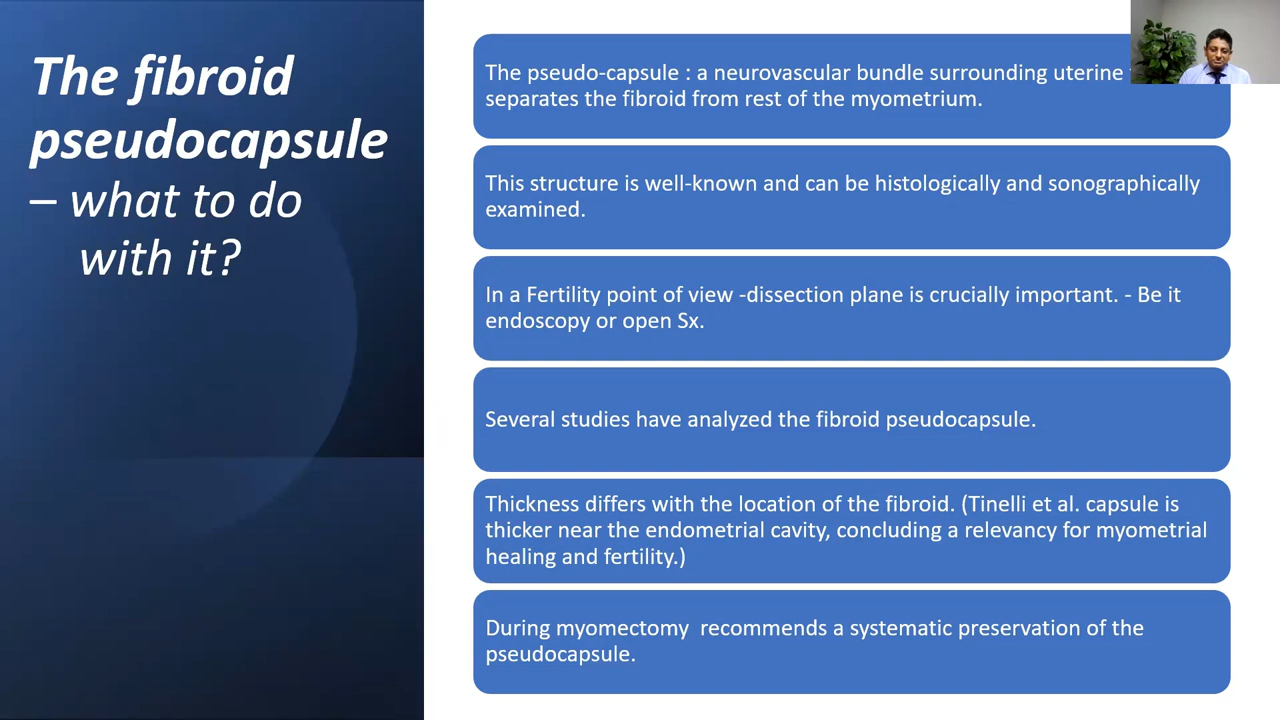 The fibroid
pseudocapsule
– what to do
with it?
The pseudo-capsule : a neurovascular bundle surrounding uterine
separates the fibroid from rest of the myometrium.
This structure is well-known and can be histologically and sonographically
examined.
In a Fertility point of view -dissection plane is crucially important. - Be it
endoscopy or open Sx.
Several studies have analyzed the fibroid pseudocapsule.
Thickness differs with the location of the fibroid. (Tinelli et al. capsule is
thicker near the endometrial cavity, concluding a relevancy for myometrial
healing and fertility.)
During myomectomy  recommends a systematic preservation of the
pseudocapsule.